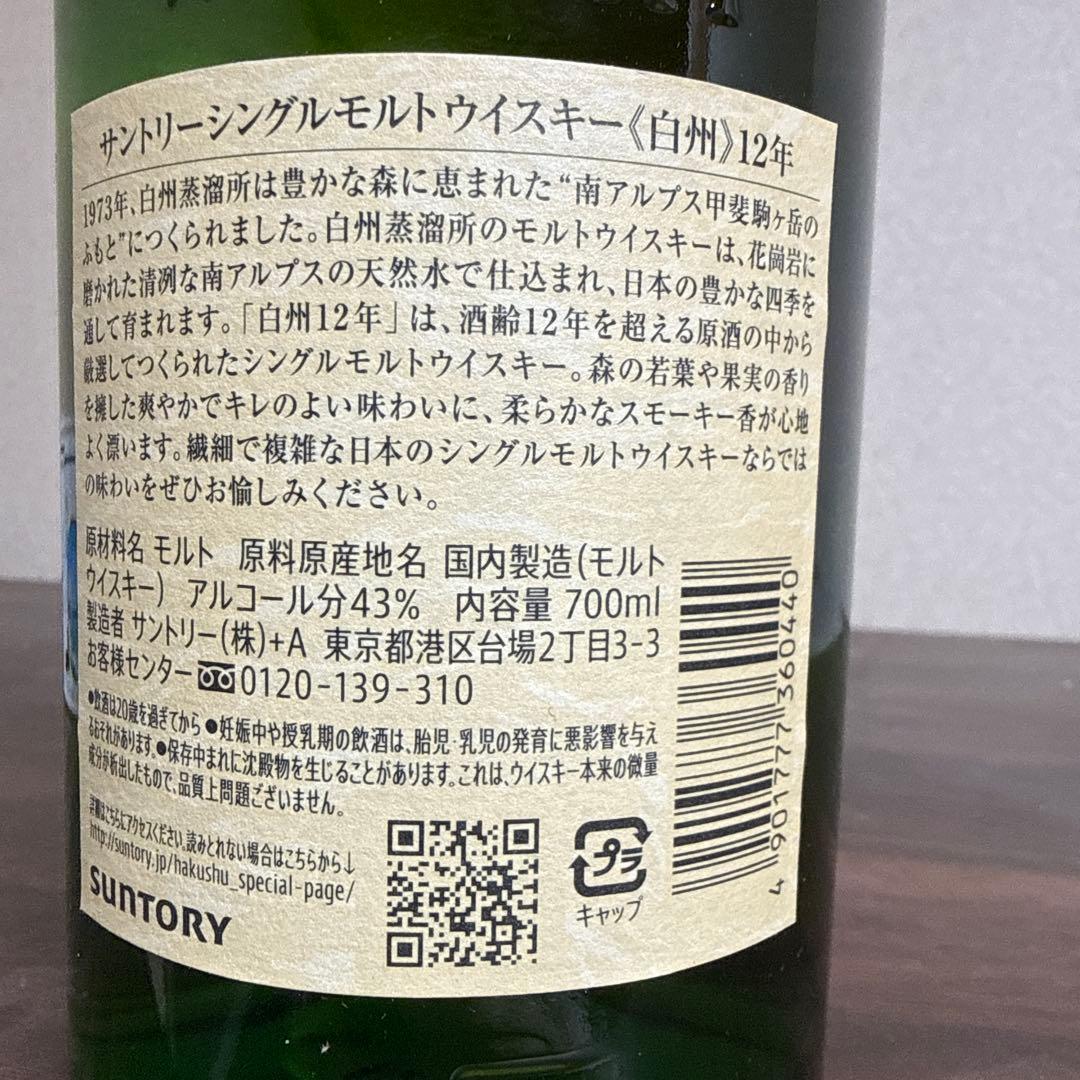 サントリーシングルモルトウイスキー《白州》12年
1973年、白州蒸溜所は豊かな森に恵まれた“南アルプス甲斐駒ヶ岳の
ふもと”につくられました。白州蒸溜所のモルトウイスキーは、花崗岩に
磨かれた清冽な南アルプスの天然水で仕込まれ、日本の豊かな四季を
通して育まれます。「白州12年」は、酒齢12年を超える原酒の中から
厳選してつくられたシングルモルトウイスキー。森の若葉や果実の香り
を擁した爽やかでキレのよい味わいに、柔らかなスモーキー香が心地
よく漂います。繊細で複雑な日本のシングルモルトウイスキーならでは
の味わいをぜひお愉しみください。
原材料名 モルト 原料原産地名 国内製造(モルト
ウイスキー) アルコール分43% 内容量 700ml
製造者 サントリー(株)+A 東京都港区台場2丁目3-3
お客様センター 0120-139-310
●飲酒は20歳を過ぎてから ●妊娠中や授乳期の飲酒は、胎児・乳児の発育に悪影響を与え
るおそれがあります。●保存中まれに沈殿物を生じることがあります。これは、ウイスキー本来の微量
成分が析出したもので、品質上問題ございません。
詳細はこちらにアクセスください。読みとれない場合はこちらから↓
http://suntory.jp/hakushu_special-page/
SUNTORY
プラ
キャップ
4 901777 360440